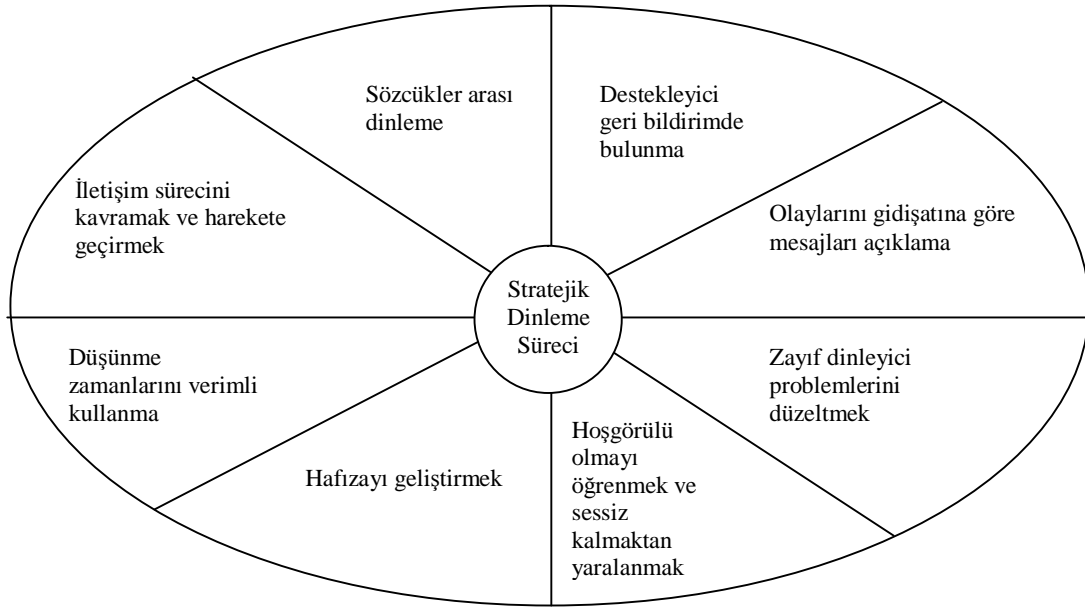 Sözcükler arası
dinleme
Destekleyici
geri bildirimde
bulunma
İletişim sürecini
kavramak ve harekete
geçirmek
Olaylarını gidişatına göre
mesajları açıklama
Stratejik
Dinleme
Süreci
Düşünme
zamanlarını verimli
kullanma
Zayıf dinleyici
problemlerini
düzeltmek
Hafızayı geliştirmek
Hoşgörülü
olmayı
öğrenmek ve
sessiz
kalmaktan
yaralanmak